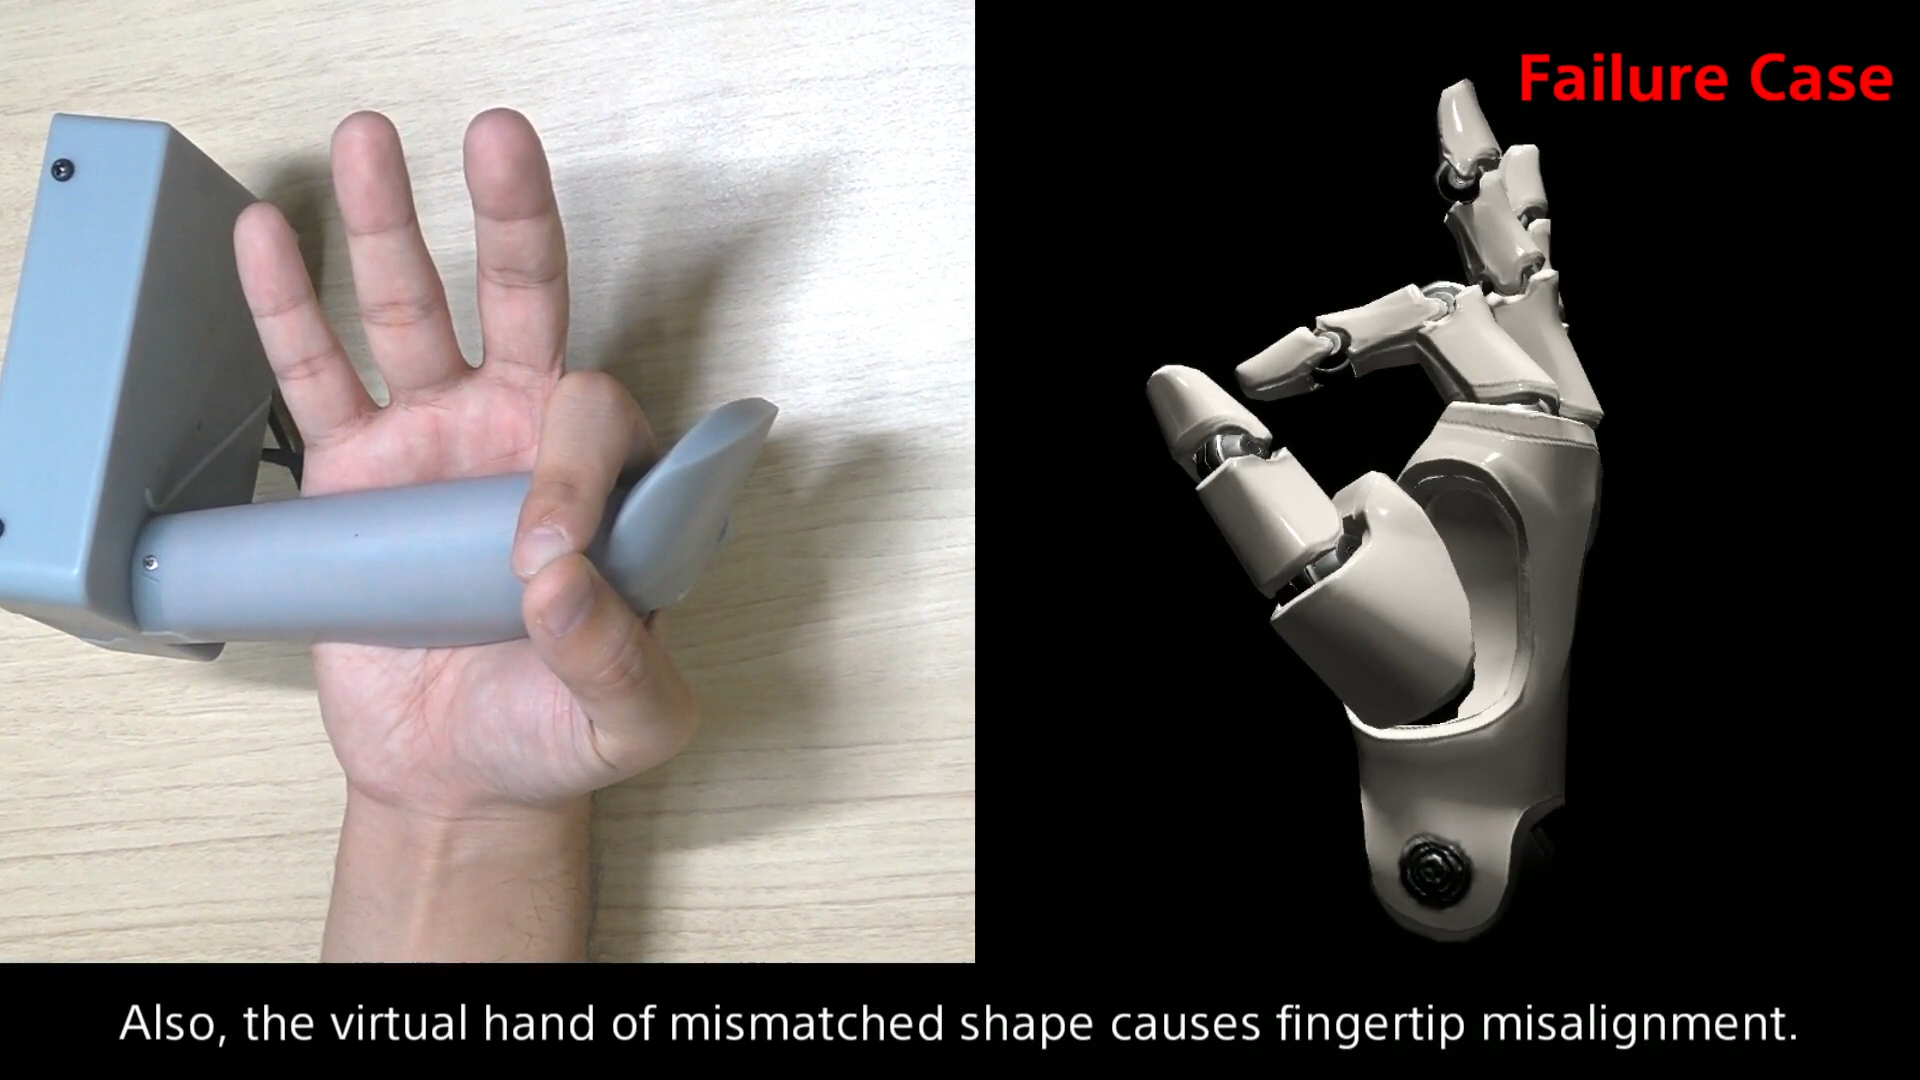 Failure Case
Also, the virtual hand of mismatched shape causes fingertip misalignment.